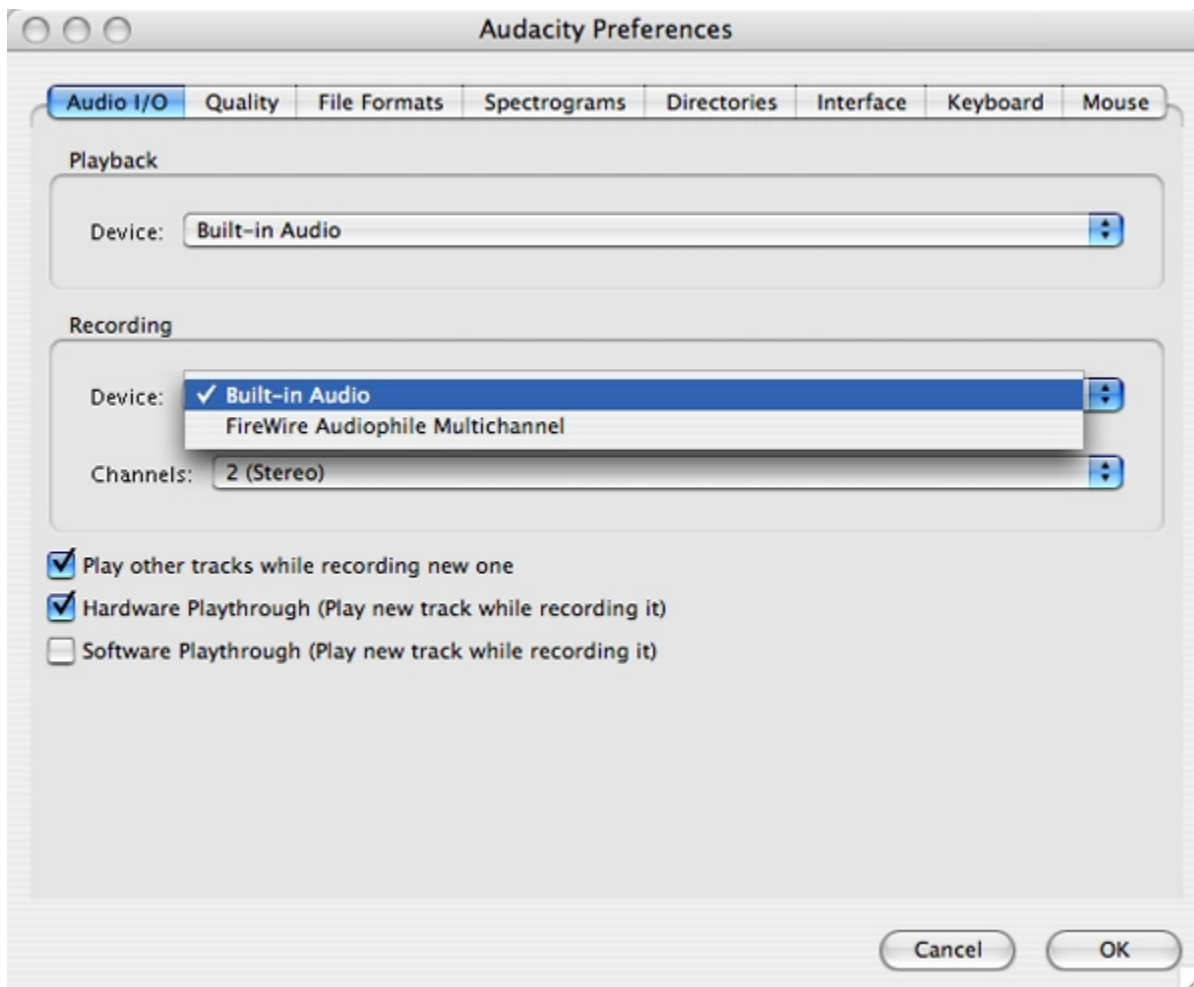 Audacity Preferences
Audio I/O Quality File Formats Spectrograms Directories Interface Keyboard Mouse
Playback
Device: Built-in Audio
Recording
Device: ✓ Built-in Audio
FireWire Audiophile Multichannel
Channels: 2 (Stereo)
Play other tracks while recording new one
Hardware Playthrough (Play new track while recording it)
Software Playthrough (Play new track while recording it)
Cancel OK